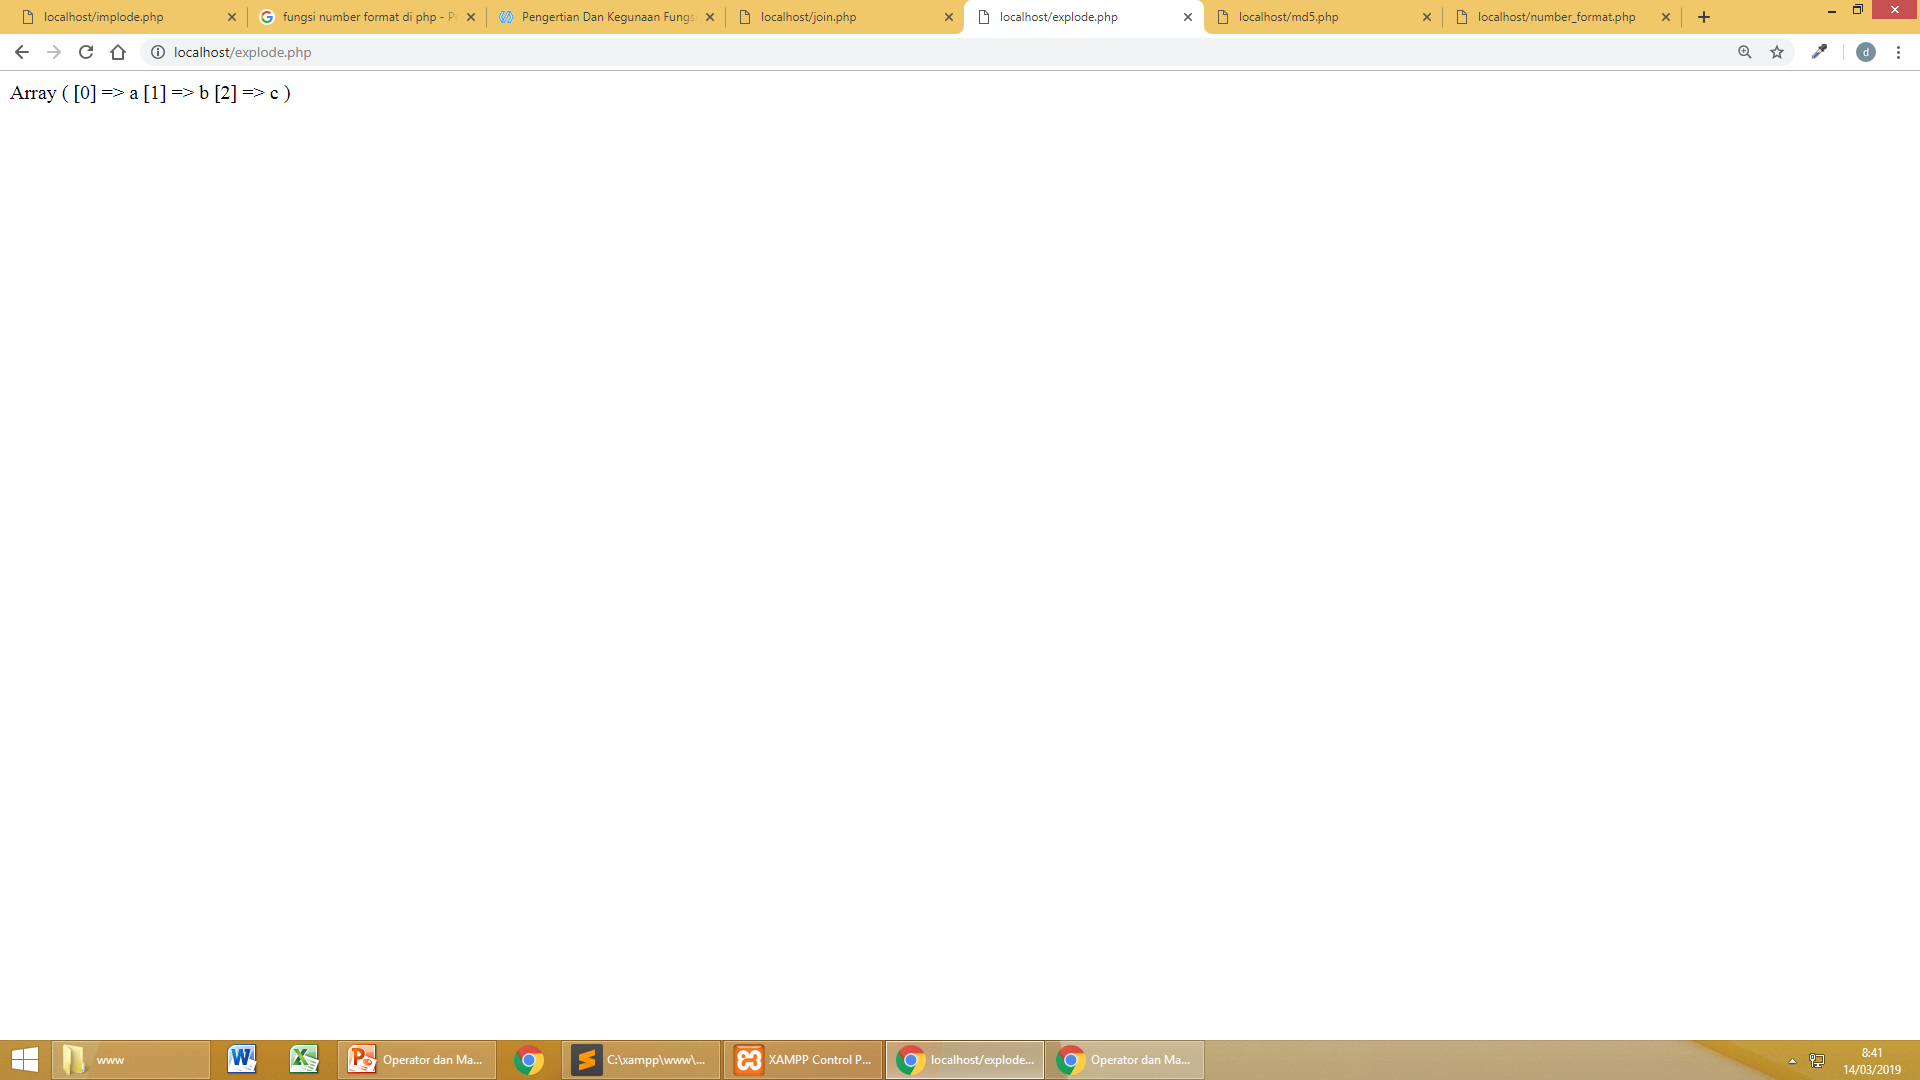 localhost/implode.php
fungsi number format di php - P
Pengertian Dan Kegunaan Fungs
localhost/join.php
localhost/explode.php
localhost/md5.php
localhost/number_format.php
localhost/explode.php
d
Array ( [0] => a [1] => b [2] => c )
www
Operator dan Ma...
C:\xampp\www\...
XAMPP Control P...
localhost/explode...
Operator dan Ma...
8:41
14/03/2019